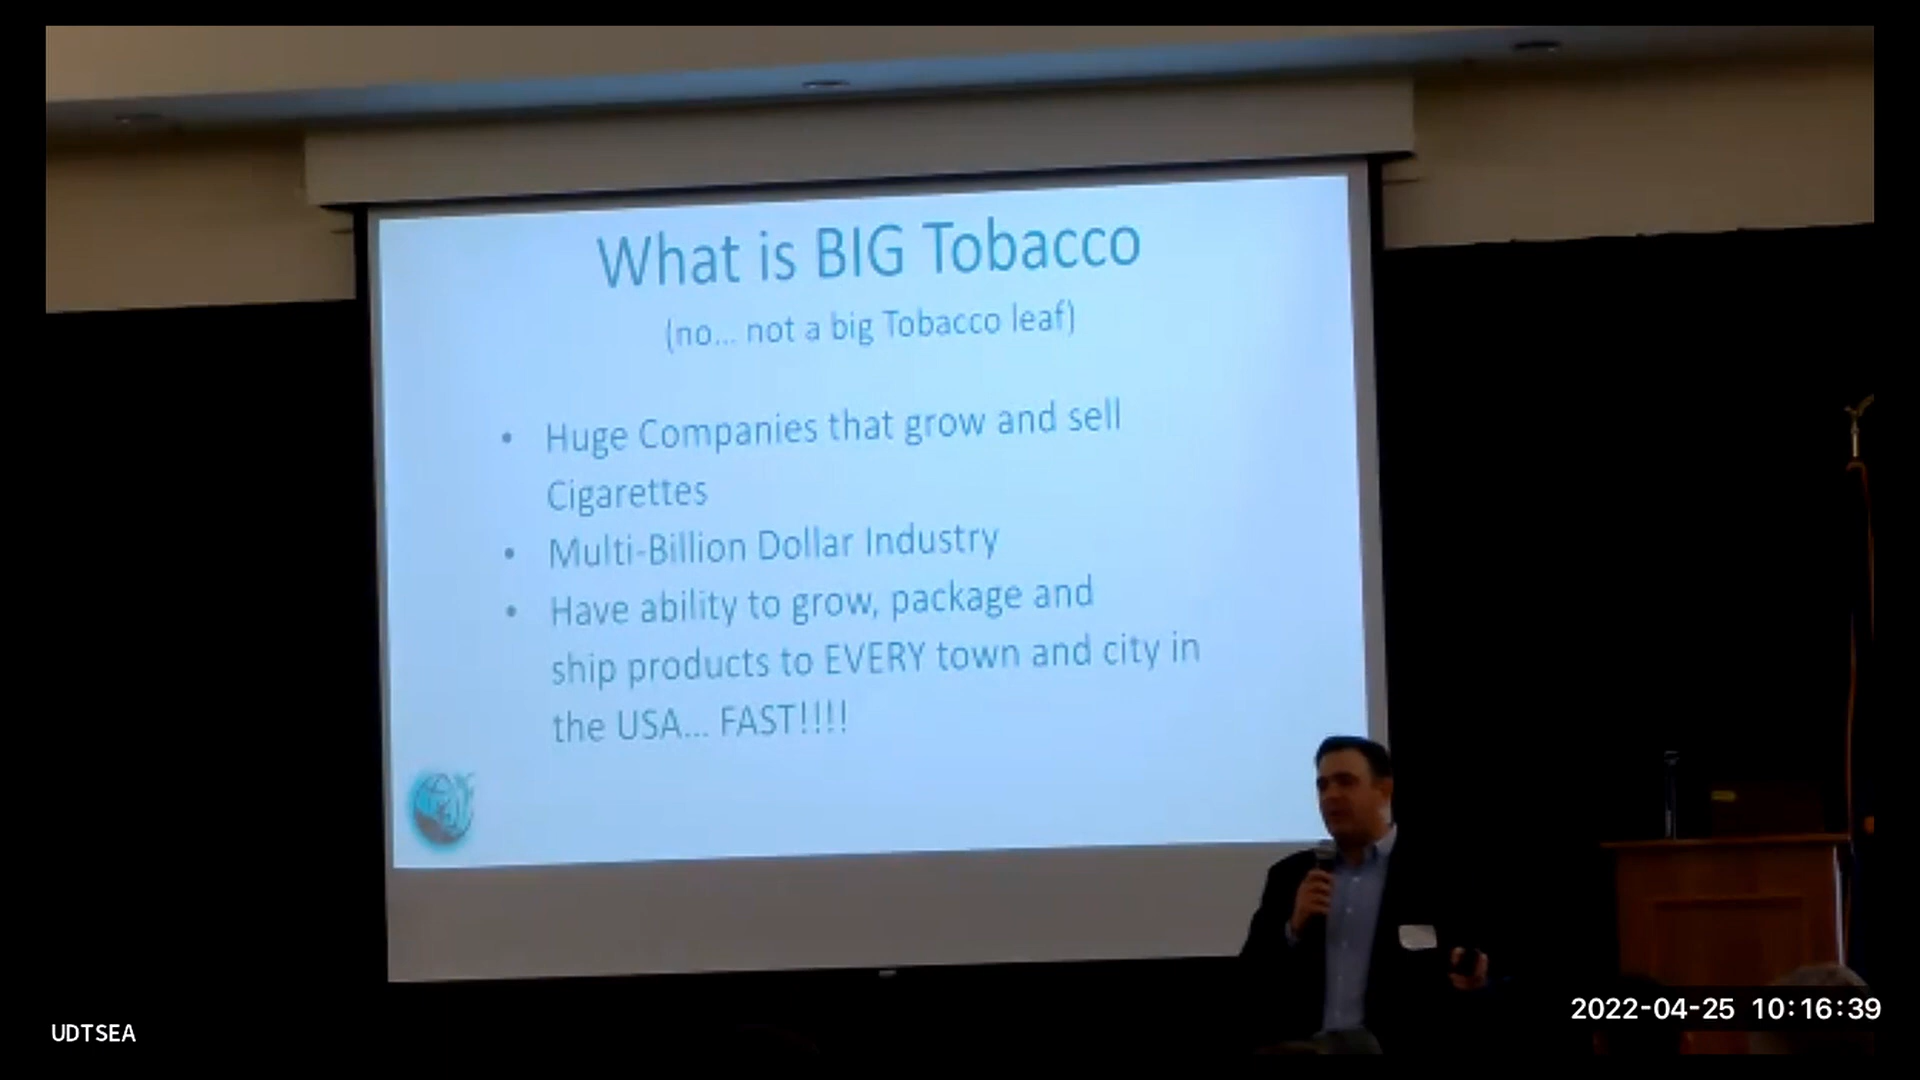 What is BIG Tobacco
(no... not a big Tobacco leaf)
• Huge Companies that grow and sell
Cigarettes
• Multi-Billion Dollar Industry
• Have ability to grow, package and
ship products to EVERY town and city in
the USA... FAST!!!!
UDTSEA
2022-04-25 10:16:39